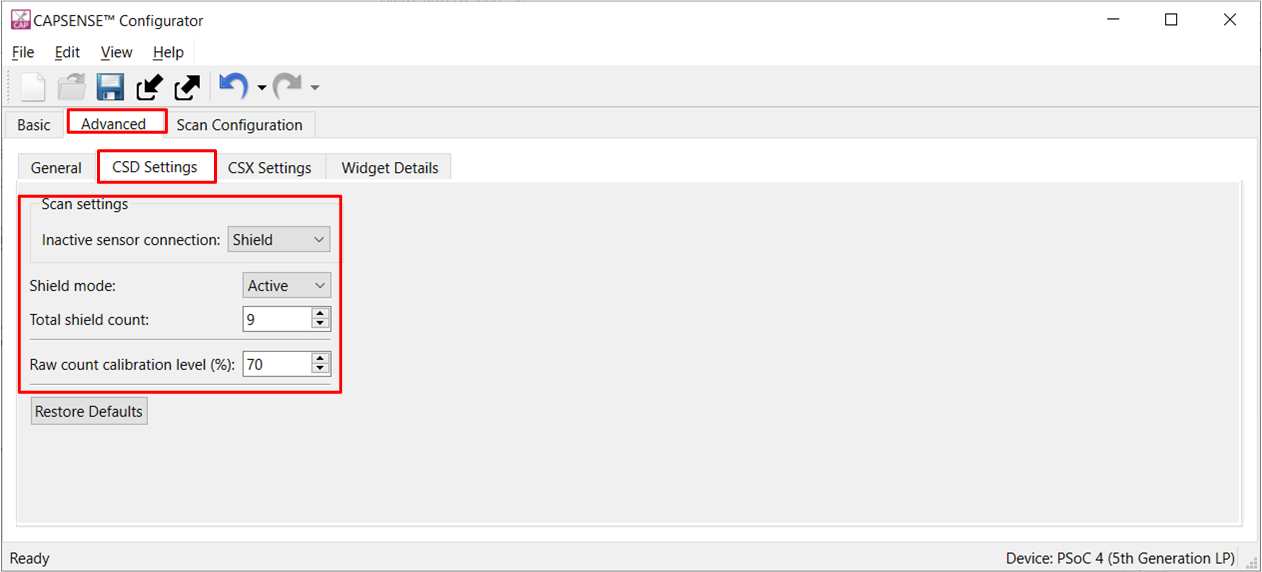 CAP CAPSENSE™ Configurator
File Edit View Help
Basic Advanced Scan Configuration
General CSD Settings CSX Settings Widget Details
Scan settings
Inactive sensor connection: Shield
Shield mode: Active
Total shield count: 9
Raw count calibration level (%): 70
Restore Defaults
Ready Device: PSoC 4 (5th Generation LP)